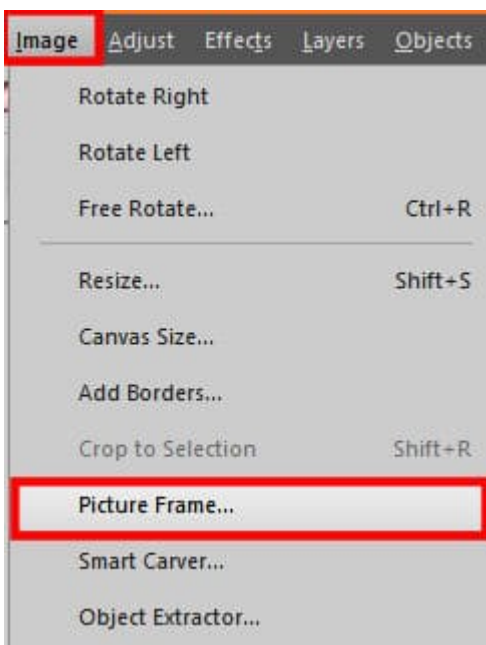 Image Adjust Effects Layers Objects
Rotate Right
Rotate Left
Free Rotate... Ctrl+R
Resize... Shift+S
Canvas Size...
Add Borders...
Crop to Selection Shift+R
Picture Frame...
Smart Carver...
Object Extractor...